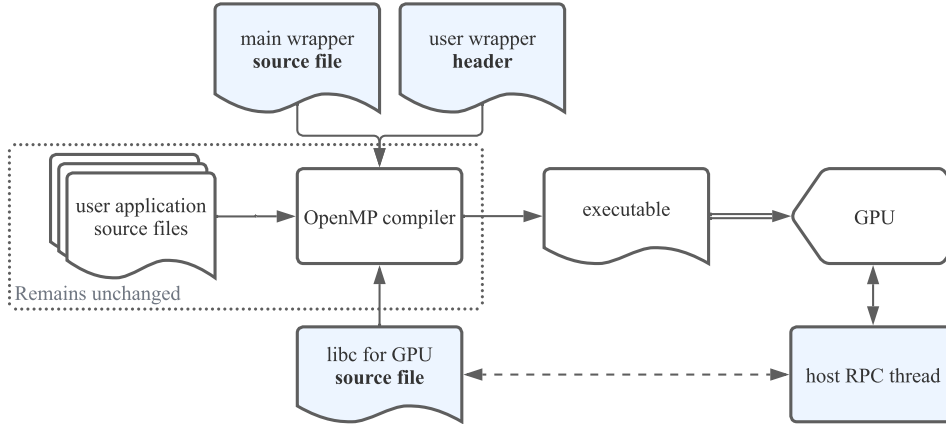 main wrapper
source file
user wrapper
header
user application
source files
OpenMP compiler
executable
GPU
Remains unchanged
libc for GPU
source file
host RPC thread